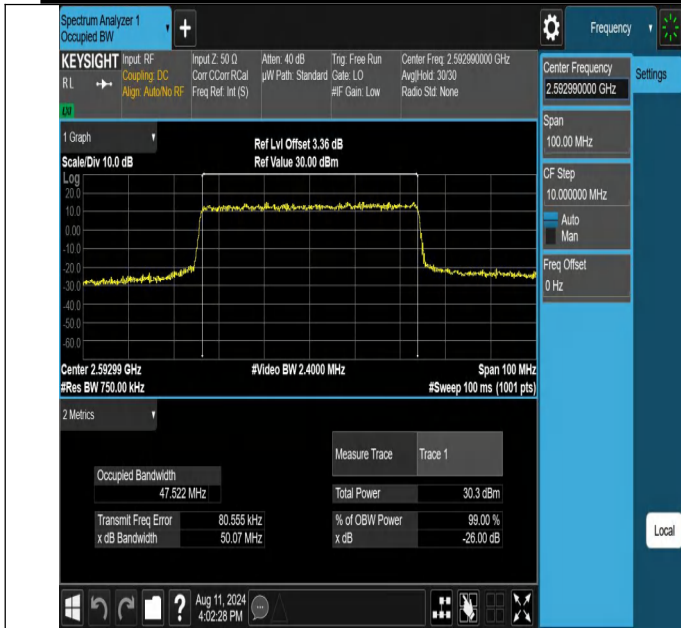 Spectrum Analyzer 1
Occupied BW
+
Frequency
KEYSIGHT
RL
LXI
Input: RF
Coupling: DC
Align: Auto/No RF
Input Z: 50 Ω
Corr CCorr RCal
Freq Ref: Int (S)
Atten: 40 dB
µW Path: Standard
Trig: Free Run
Gate: LO
#IF Gain: Low
Center Freq: 2.592990000 GHz
Avg|Hold: 30/30
Radio Std: None
Center Frequency
2.592990000 GHz
Settings
Span
100.00 MHz
CF Step
10.000000 MHz
Auto
Man
Freq Offset
0 Hz
Local
1 Graph
Scale/Div 10.0 dB
Ref Lvl Offset 3.36 dB
Ref Value 30.00 dBm
Log
20.0
10.0
0.00
-10.0
-20.0
-30.0
-40.0
-50.0
-60.0
Center 2.59299 GHz
#Video BW 2.4000 MHz
Span 100 MHz
#Res BW 750.00 kHz
#Sweep 100 ms (1001 pts)
2 Metrics
Measure Trace Trace 1
Occupied Bandwidth
47.522 MHz
Total Power 30.3 dBm
Transmit Freq Error 80.555 kHz
% of OBW Power 99.00 %
x dB Bandwidth 50.07 MHz
x dB -26.00 dB
?
Aug 11, 2024
4:02:28 PM